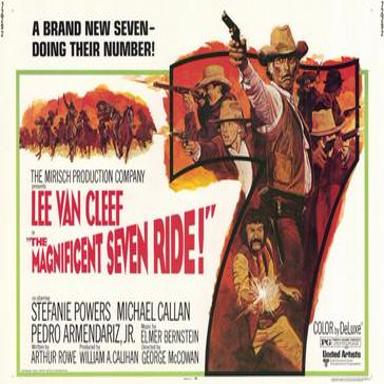 A BRAND NEW SEVEN-
DOING THEIR NUMBER!
THE MIRISCH PRODUCTION COMPANY
presents
LEE VAN CLEEF
in
"THE
MAGNIFICENT SEVEN RIDE!"
co-starring
STEFANIE POWERS MICHAEL CALLAN
PEDRO ARMENDARIZ, JR. Music by ELMER BERNSTEIN
Written by ARTHUR ROWE Produced by WILLIAM A. CALIHAN Directed by GEORGE McCOWAN
COLOR by DeLuxe
PG
United Artists